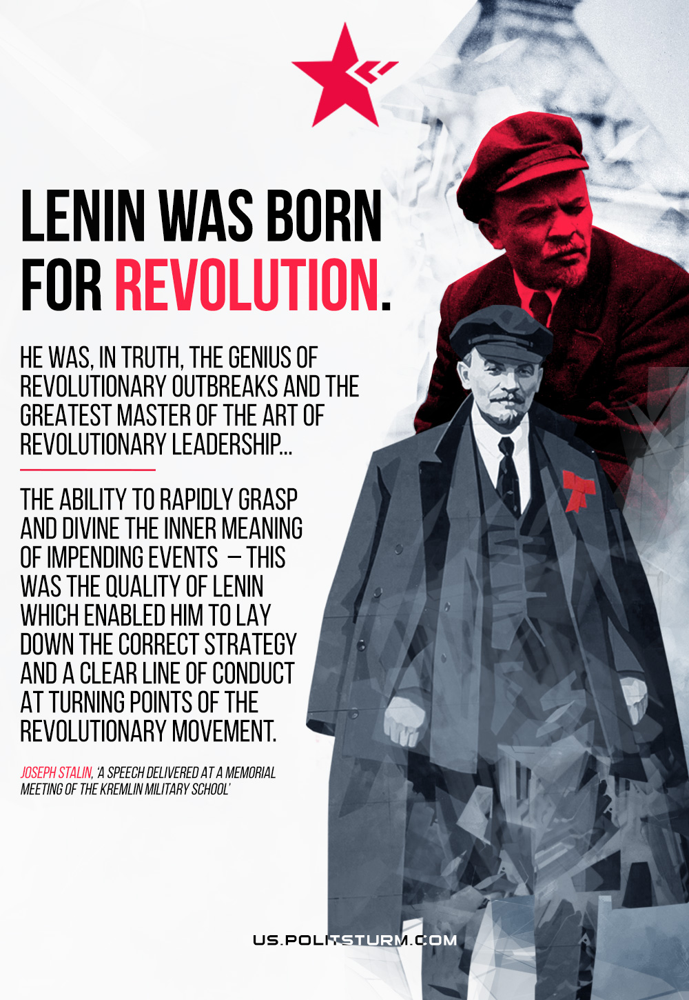 LENIN WAS BORN
FOR REVOLUTION.
HE WAS, IN TRUTH, THE GENIUS OF
REVOLUTIONARY OUTBREAKS AND THE
GREATEST MASTER OF THE ART OF
REVOLUTIONARY LEADERSHIP...
THE ABILITY TO RAPIDLY GRASP
AND DIVINE THE INNER MEANING
OF IMPENDING EVENTS – THIS
WAS THE QUALITY OF LENIN
WHICH ENABLED HIM TO LAY
DOWN THE CORRECT STRATEGY
AND A CLEAR LINE OF CONDUCT
AT TURNING POINTS OF THE
REVOLUTIONARY MOVEMENT.
JOSEPH STALIN, ‘A SPEECH DELIVERED AT A MEMORIAL
MEETING OF THE KREMLIN MILITARY SCHOOL’
US.POLITSTURM.COM